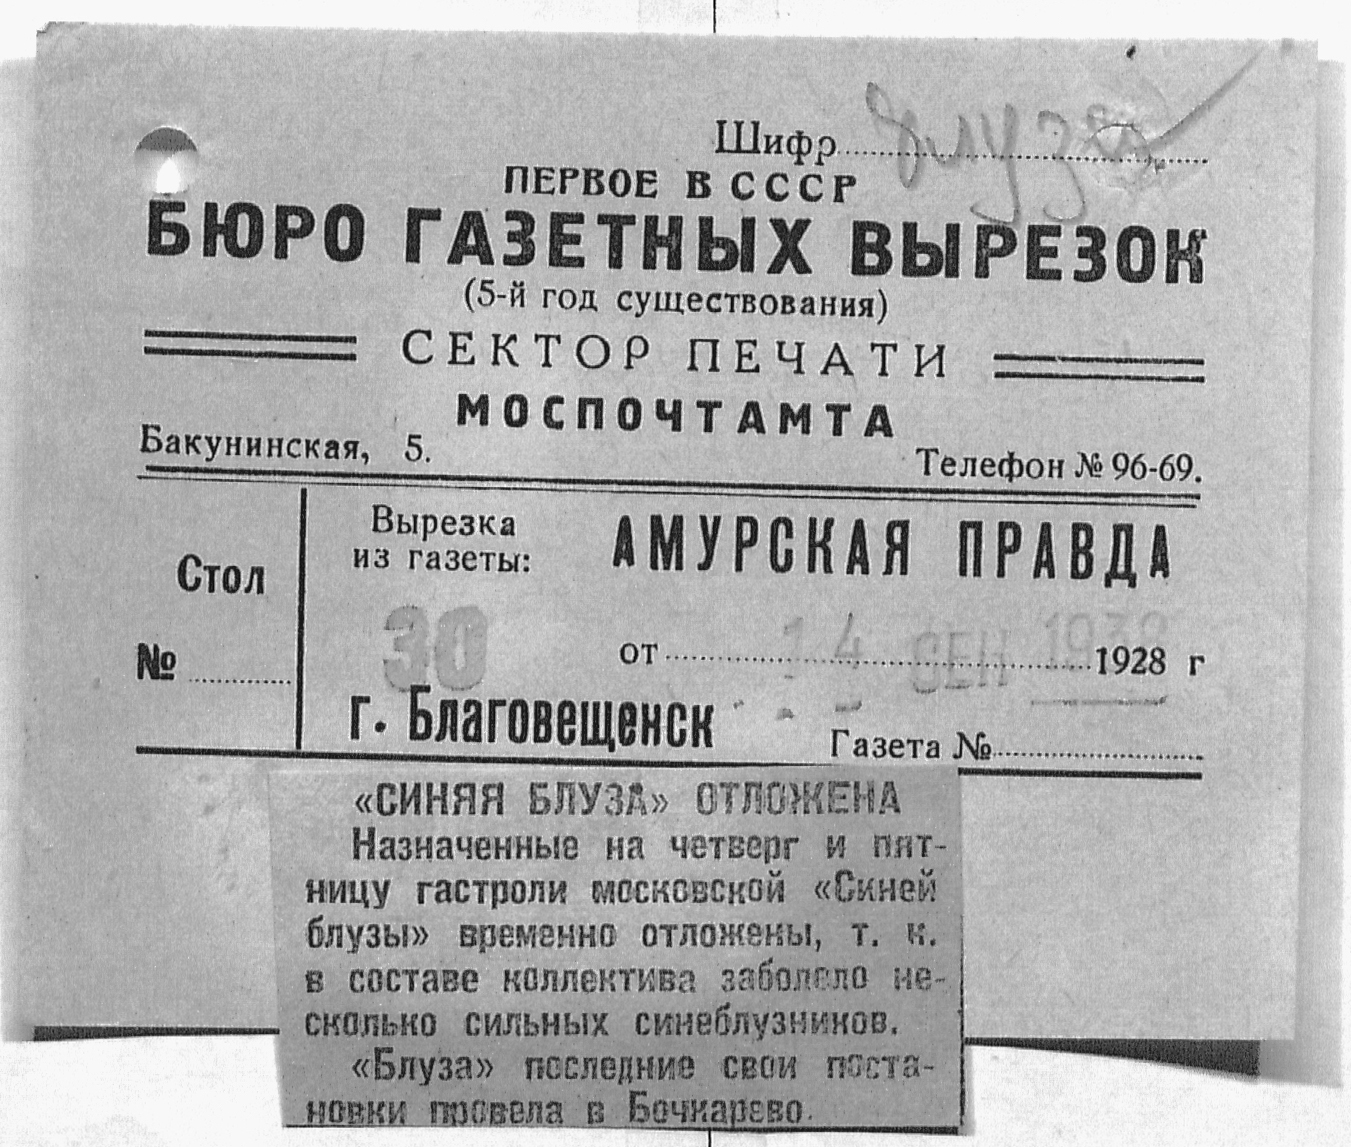 Шифр
ПЕРВОЕ В СССР
БЮРО ГАЗЕТНЫХ ВЫРЕЗОК
(5-й год существования)
СЕКТОР ПЕЧАТИ
МОСПОЧТАМТА
Бакунинская, 5.
Телефон № 96-69.
Стол
№
Вырезка
из газеты:
АМУРСКАЯ ПРАВДА
30
от 14 СЕН 1928 г
г. Благовещенск
Газета №
«СИНЯЯ БЛУЗА» ОТЛОЖЕНА
Назначенные на четверг и пят-
ницу гастроли московской «Синей
блузы» временно отложены, т. к.
в составе коллектива заболело не-
сколько сильных синеблузников.
«Блуза» последние свои поста-
новки провела в Бочкарево.